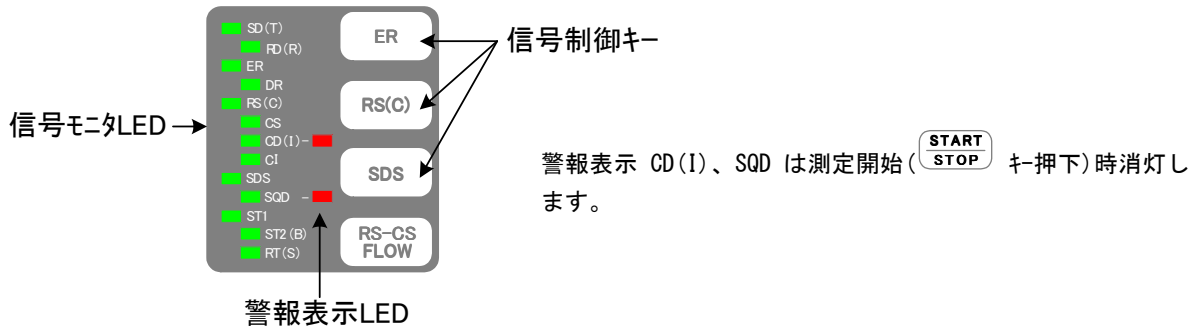 SD(T)
RD(R)
ER
DR
RS(C)
CS
CD(I)-
CI
SDS
SQD -
ST1
ST2(B)
RT(S)
ER
RS(C)
SDS
RS-CS
FLOW
信号制御ｷｰ
信号ﾓﾆﾀLED
警報表示LED
警報表示 CD(I)、SQD は測定開始( START STOP ｷｰ押下)時消灯し
ます。